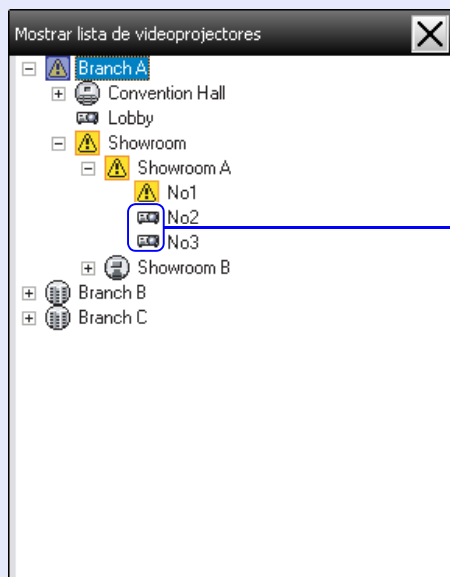 Mostrar lista de videoprojectores
Branch A
Convention Hall
Lobby
Showroom
Showroom A
No1
No2
No3
Showroom B
Branch B
Branch C